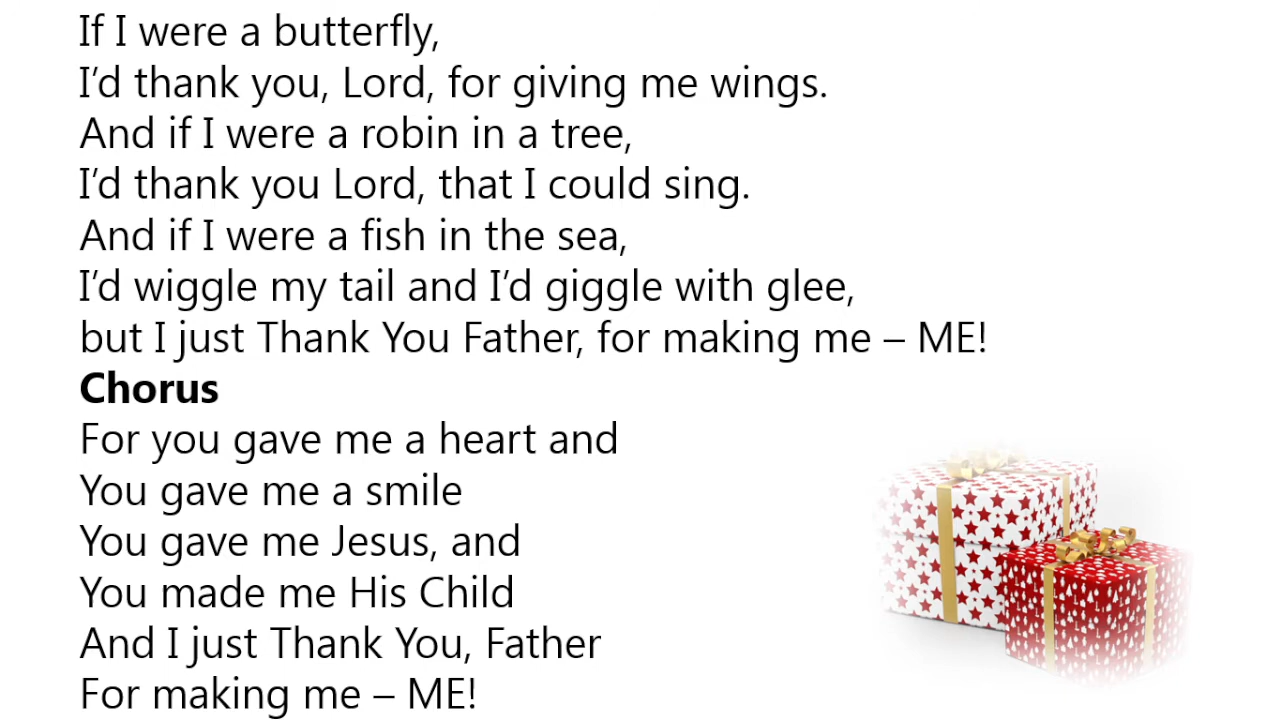 If I were a butterfly,
I’d thank you, Lord, for giving me wings.
And if I were a robin in a tree,
I’d thank you Lord, that I could sing.
And if I were a fish in the sea,
I’d wiggle my tail and I’d giggle with glee,
but I just Thank You Father, for making me – ME!
Chorus
For you gave me a heart and
You gave me a smile
You gave me Jesus, and
You made me His Child
And I just Thank You, Father
For making me – ME!